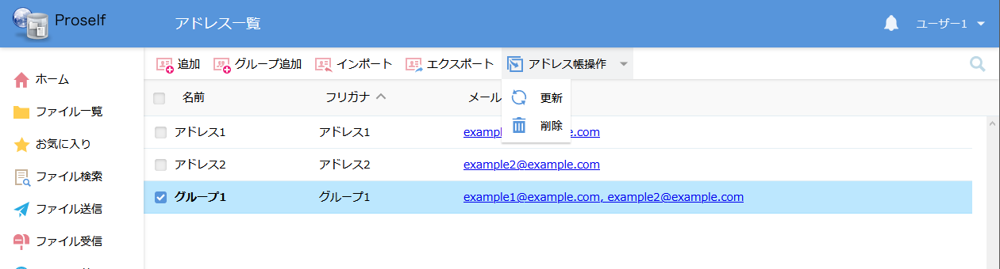 Proself
アドレス一覧
ユーザー1
追加 グループ追加 インポート エクスポート アドレス帳操作
更新
削除
ホーム
ファイル一覧
お気に入り
ファイル検索
ファイル送信
ファイル受信
名前 フリガナ メール
アドレス1 アドレス1 exampl e.com
アドレス2 アドレス2 example2@example.com
グループ1 グループ1 example1@example.com, example2@example.com